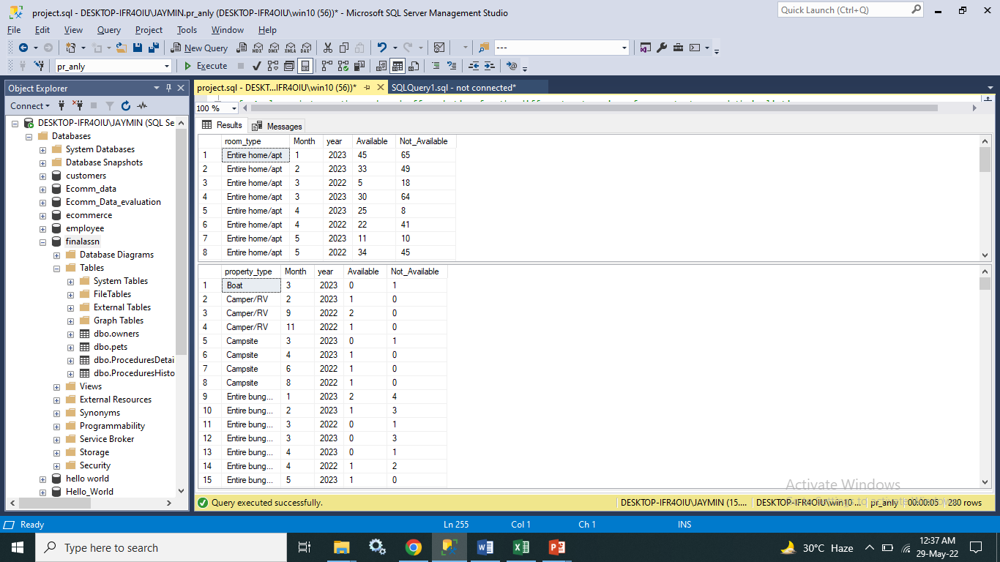 project.sql - DESKTOP-IFR4OIU\JAYMIN.pr_anly (DESKTOP-IFR4OIU\win10 (56))* - Microsoft SQL Server Management Studio
Quick Launch (Ctrl+Q)
File Edit View Query Project Tools Window Help
New Query MDX DMX XMLA DAX ---
pr_anly Execute
Object Explorer
project.sql - DESKT...IFR4OIU\win10 (56))* SQLQuery1.sql - not connected*
Connect
100 %
DESKTOP-IFR4OIU\JAYMIN (SQL Se
Databases
System Databases
Database Snapshots
customers
Ecomm_data
Ecomm_Data_evaluation
ecommerce
employee
finalassn
Database Diagrams
Tables
System Tables
FileTables
External Tables
Graph Tables
dbo.owners
dbo.pets
dbo.ProceduresDetai
dbo.ProceduresHisto
Views
External Resources
Synonyms
Programmability
Service Broker
Storage
Security
hello world
Hello_World
Results Messages
room_type Month year Available Not_Available
1 Entire home/apt 1 2023 45 65
2 Entire home/apt 2 2023 33 49
3 Entire home/apt 3 2022 5 18
4 Entire home/apt 3 2023 30 64
5 Entire home/apt 4 2023 25 8
6 Entire home/apt 4 2022 22 41
7 Entire home/apt 5 2023 11 10
8 Entire home/apt 5 2022 34 45
property_type Month year Available Not_Available
1 Boat 3 2023 0 1
2 Camper/RV 2 2023 1 0
3 Camper/RV 9 2022 2 0
4 Camper/RV 11 2022 1 0
5 Campsite 3 2023 0 1
6 Campsite 4 2023 1 0
7 Campsite 6 2022 1 0
8 Campsite 8 2022 1 0
9 Entire bung... 1 2023 2 4
10 Entire bung... 2 2023 1 3
11 Entire bung... 3 2022 0 1
12 Entire bung... 3 2023 0 3
13 Entire bung... 4 2023 0 1
14 Entire bung... 4 2022 1 2
15 Entire bung... 5 2023 1 0
Activate Windows
Query executed successfully. DESKTOP-IFR4OIU\JAYMIN (15.... DESKTOP-IFR4OIU\win10 ... pr_anly 00:00:05 280 rows
Ready Ln 255 Col 1 Ch 1 INS
Type here to search 30°C Haze 12:37 AM
29-May-22